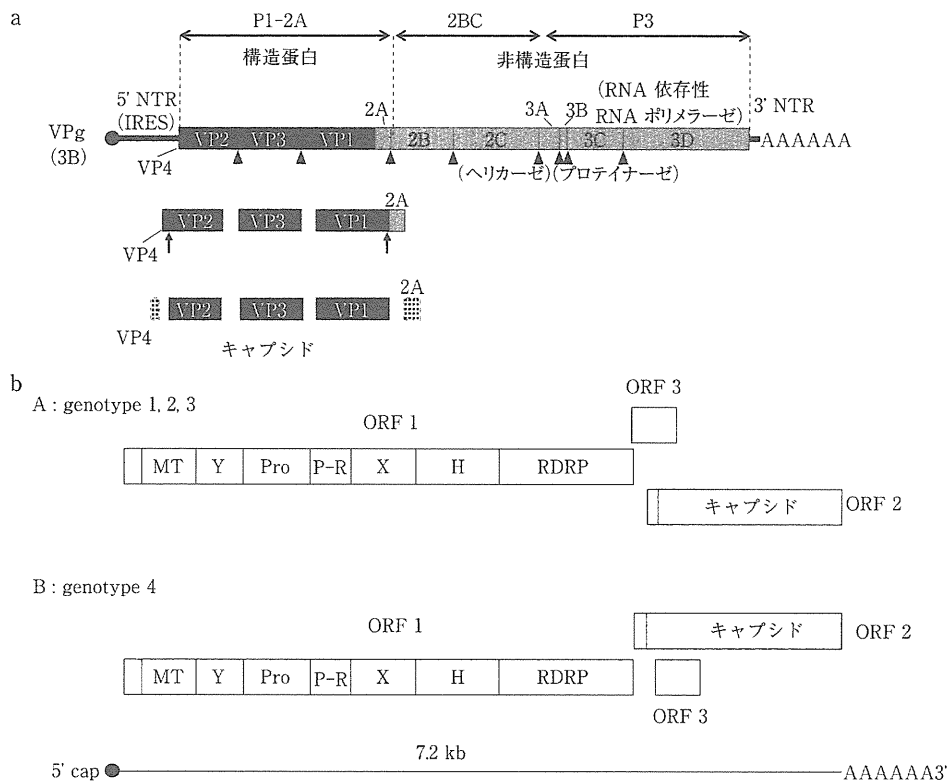 a
P1-2A 2BC P3
構造蛋白 非構造蛋白
5' NTR
(IRES)
2A 3A 3B
(RNA 依存性
RNA ポリメラーゼ)
3' NTR
VPg
(3B)
VP2 VP3 VP1 2B 2C 3C 3D AAAAAA
VP4
(ヘリカーゼ)(プロテイナーゼ)
2A
VP2 VP3 VP1
VP4
2A
VP2 VP3 VP1
VP4
キャプシド
b
A : genotype 1, 2, 3
ORF 3
ORF 1
MT Y Pro P-R X H RDRP
キャプシド ORF 2
B : genotype 4
ORF 1
キャプシド ORF 2
MT Y Pro P-R X H RDRP
ORF 3
7.2 kb
5' cap AAAAAA3'